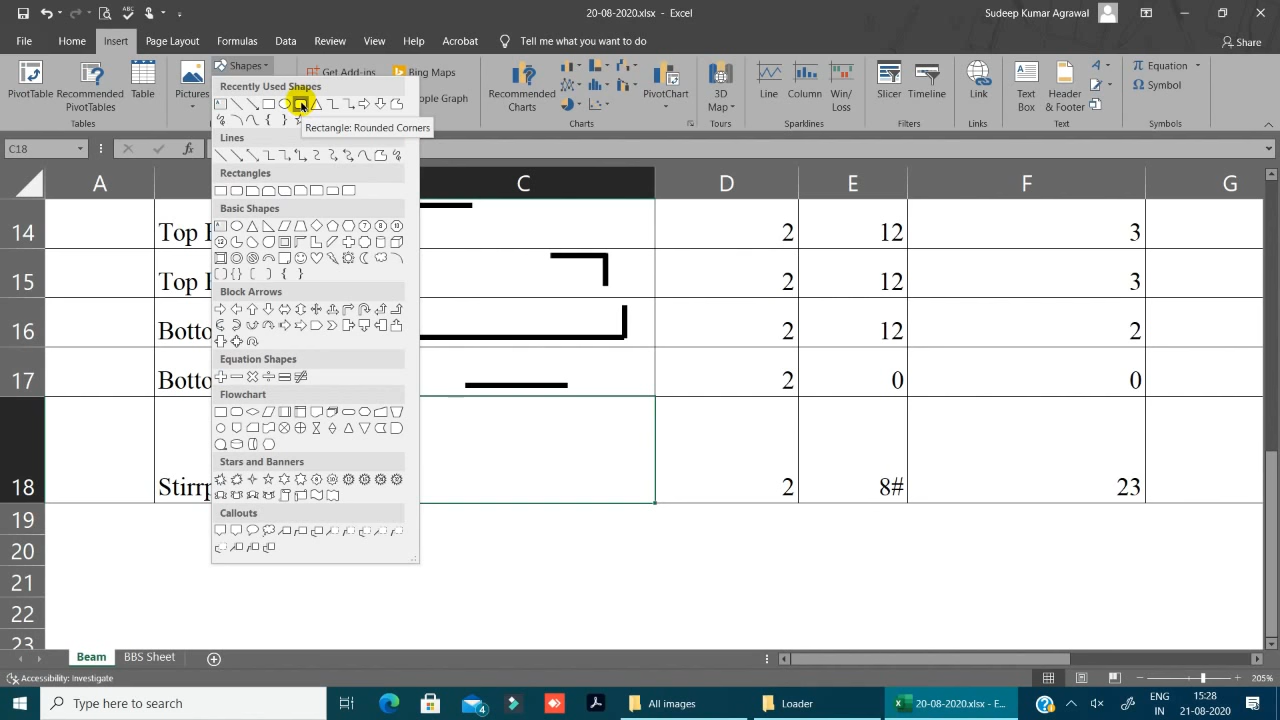 20-08-2020.xlsx - Excel
Sudeep Kumar Agrawal
File Home Insert Page Layout Formulas Data Review View Help Acrobat Tell me what you want to do Share
PivotTable Recommended PivotTables Table
Tables
Pictures
Shapes
Get Add-ins
Bing Maps
ople Graph
Recommended Charts
PivotChart
Charts
3D Map
Tours
Line Column Win/Loss
Sparklines
Slicer Timeline
Filters
Link
Links
Text Box Header & Footer
Text
Equation
Symbol
Symbols
Recently Used Shapes
Rectangle: Rounded Corners
Lines
Rectangles
Basic Shapes
Block Arrows
Equation Shapes
Flowchart
Stars and Banners
Callouts
C18
fx
A C D E F G
14 Top 2 12 3
15 Top 2 12 3
16 Botto 2 12 2
17 Botto 2 0 0
18 Stirr 2 8# 23
19
20
21
22
23
Beam BBS Sheet
Accessibility: Investigate
205%
Type here to search
4
All images
Loader
20-08-2020.xlsx - E...
ENG
IN
15:28
21-08-2020